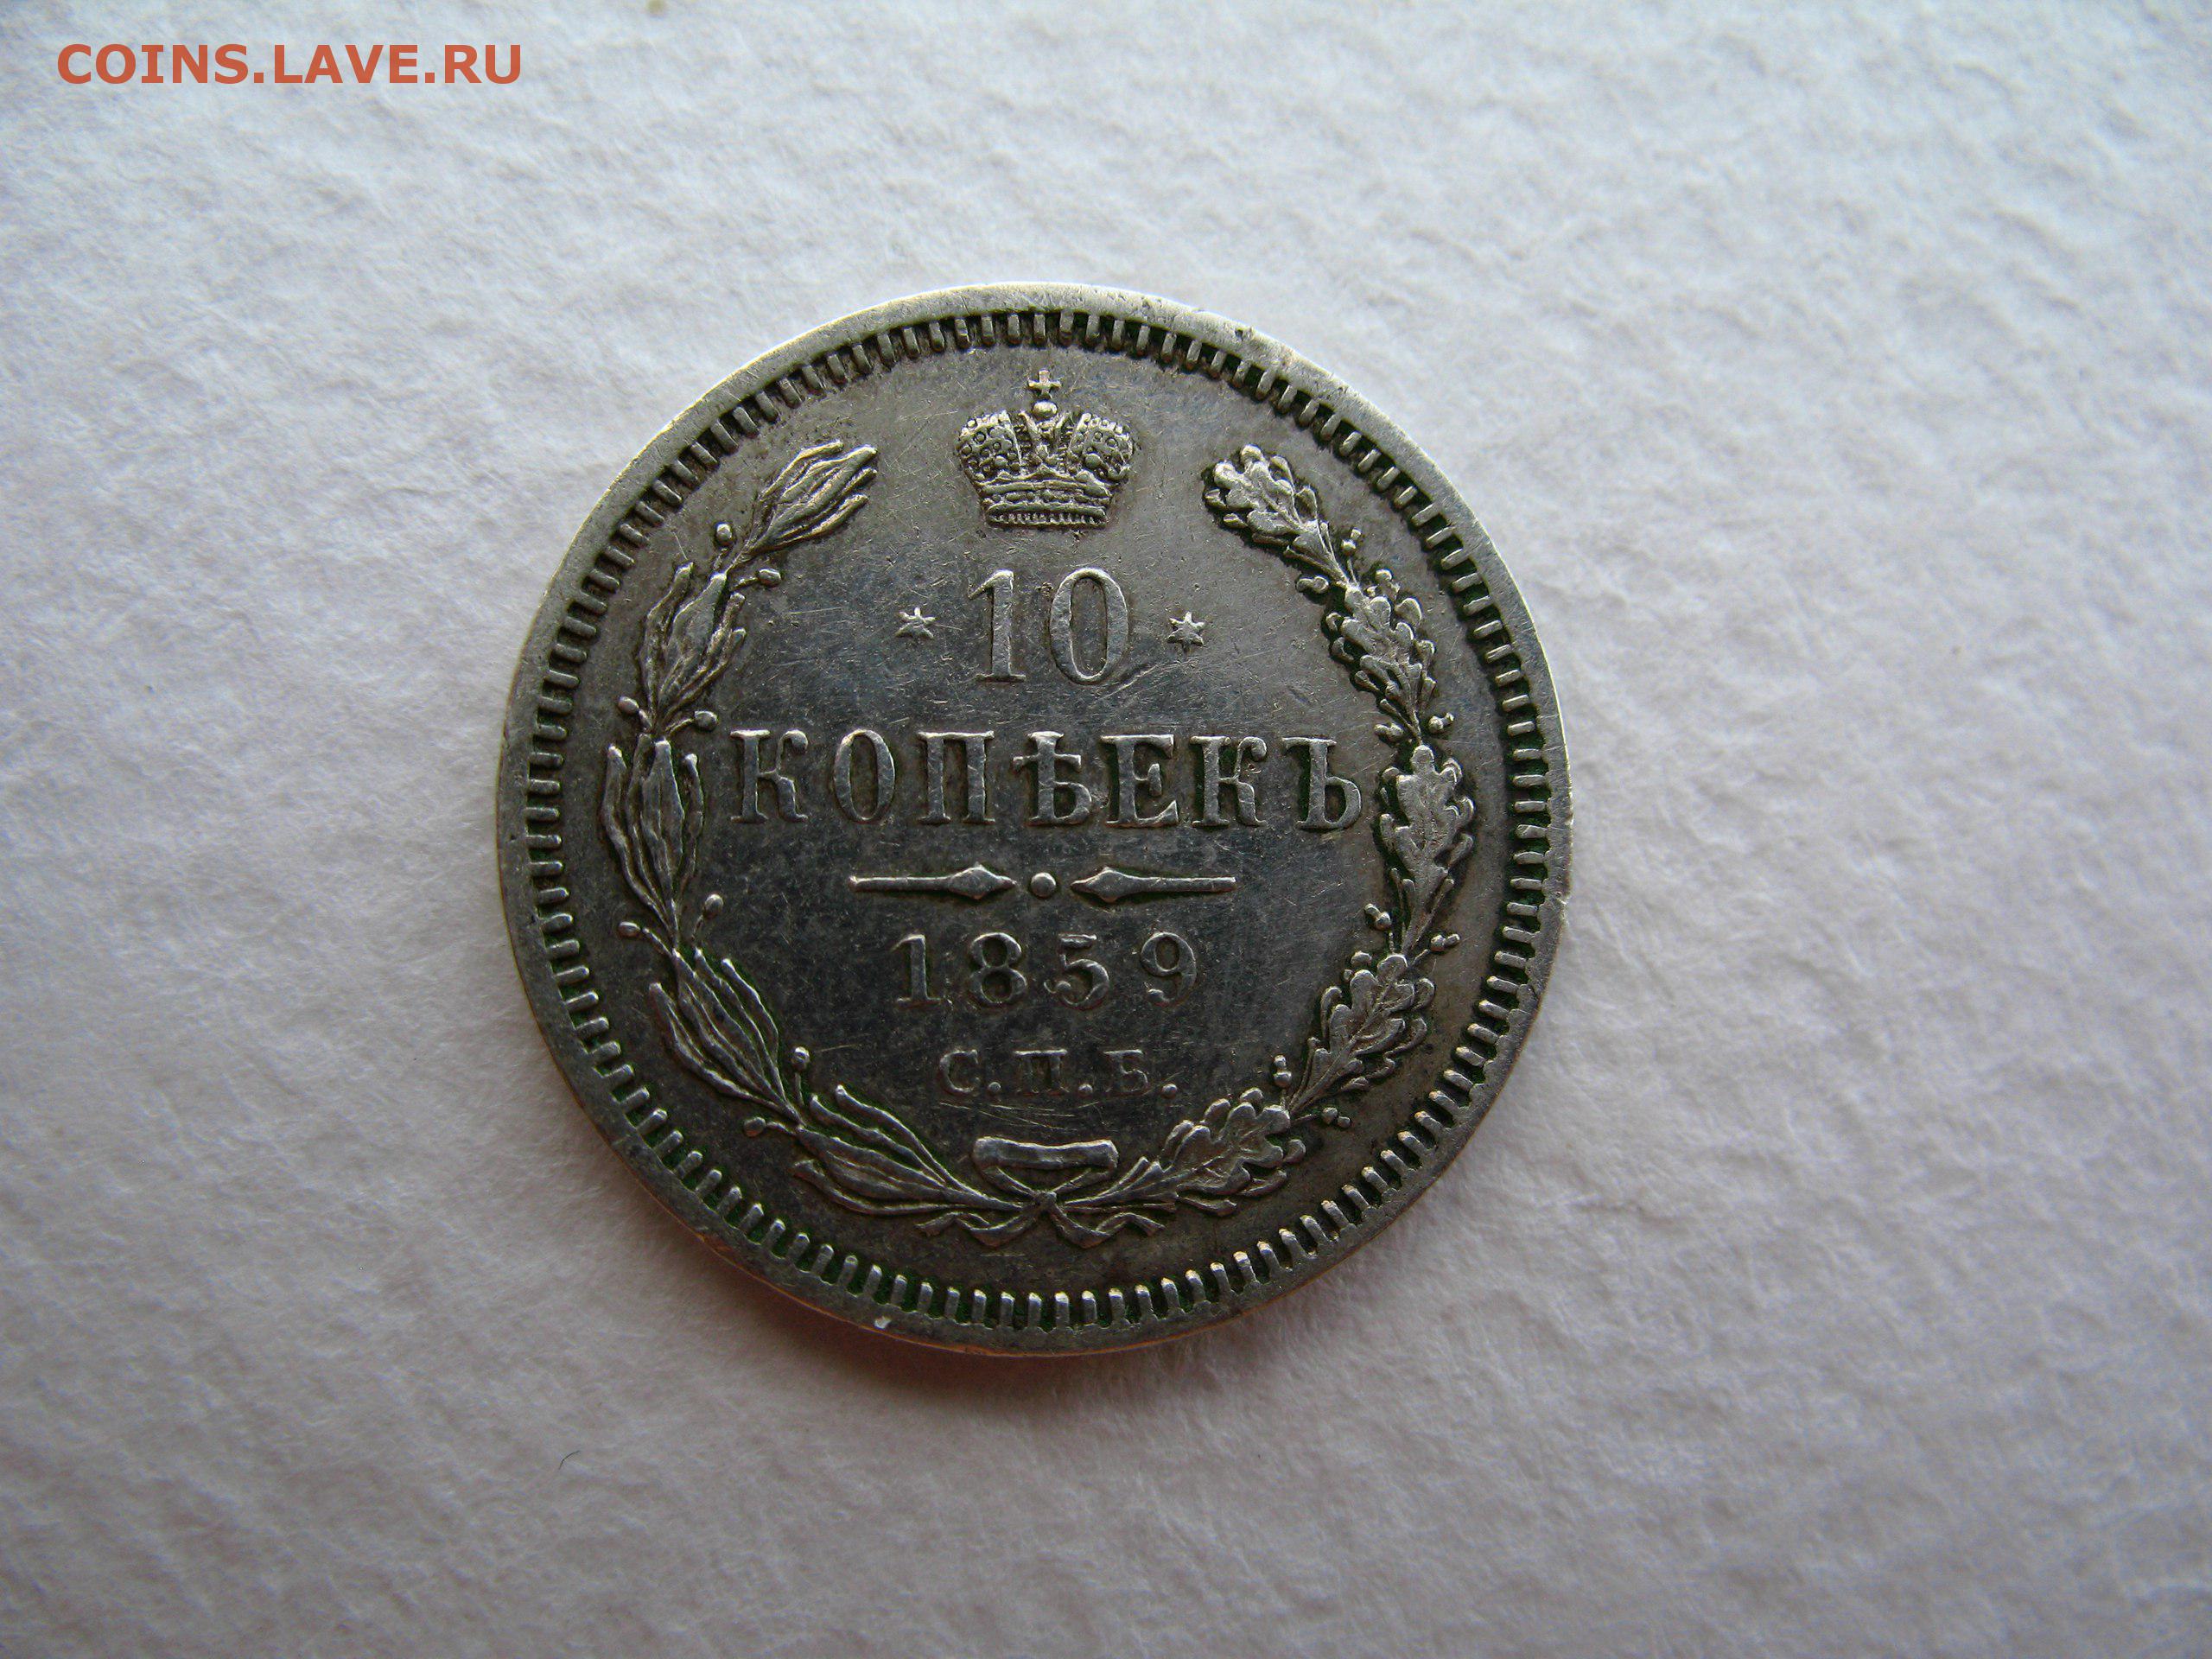 COINS.LAVE.RU
* 10 *
КОПѢЕКЪ
1859
С.П.Б.